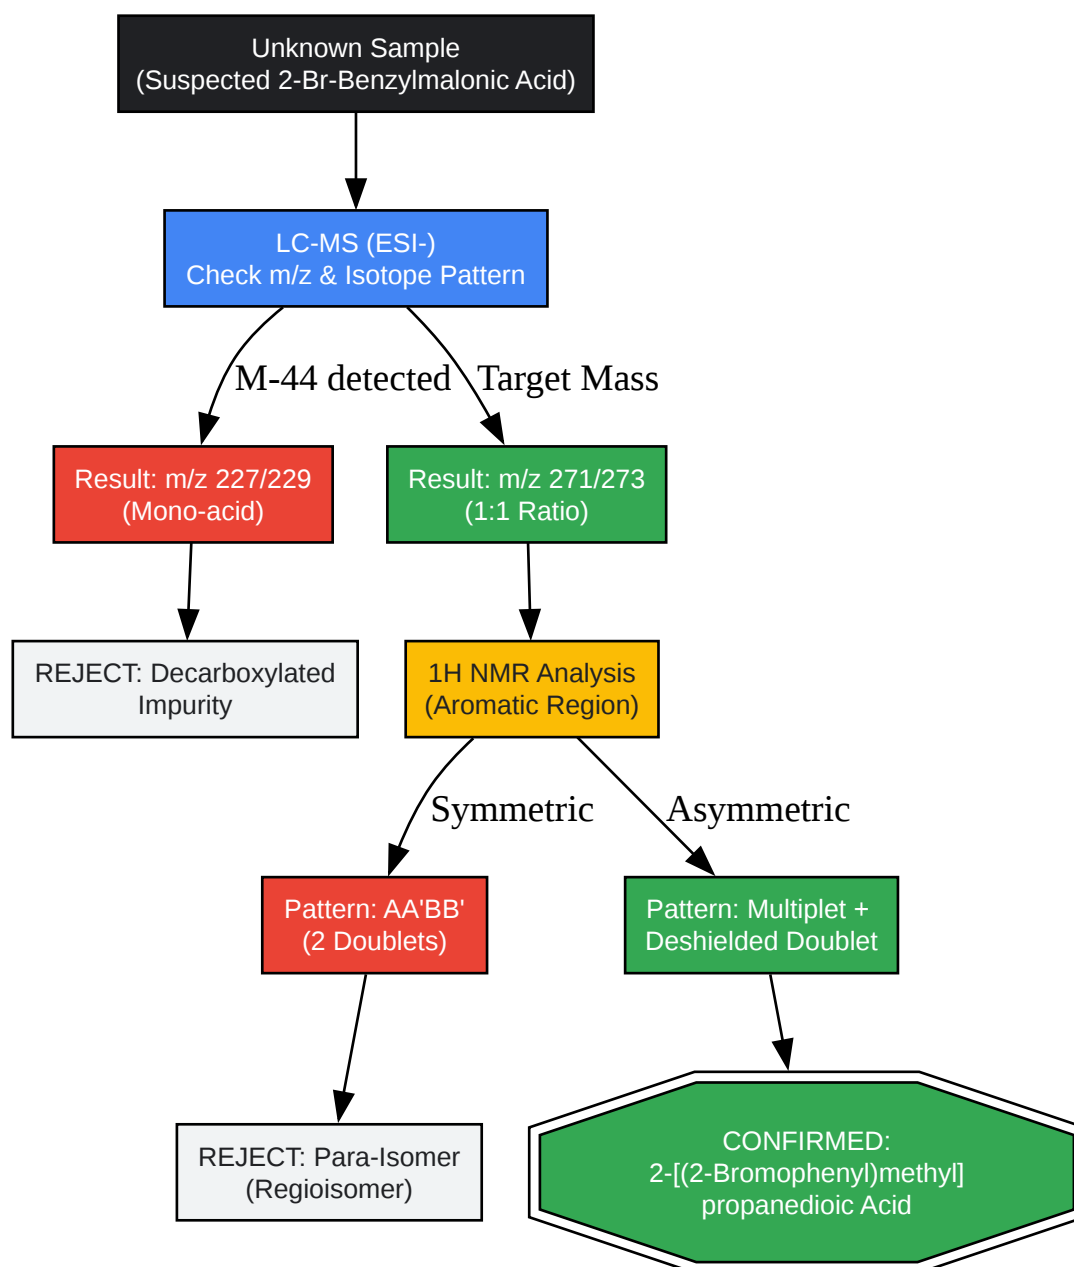 Unknown Sample
(Suspected 2-Br-Benzylmalonic Acid)
LC-MS (ESI-)
Check m/z & Isotope Pattern
M-44 detected
Target Mass
Result: m/z 227/229
(Mono-acid)
Result: m/z 271/273
(1:1 Ratio)
REJECT: Decarboxylated
Impurity
1H NMR Analysis
(Aromatic Region)
Symmetric
Asymmetric
Pattern: AA'BB'
(2 Doublets)
Pattern: Multiplet +
Deshielded Doublet
REJECT: Para-Isomer
(Regioisomer)
CONFIRMED:
2-[(2-Bromophenyl)methyl]
propanedioic Acid